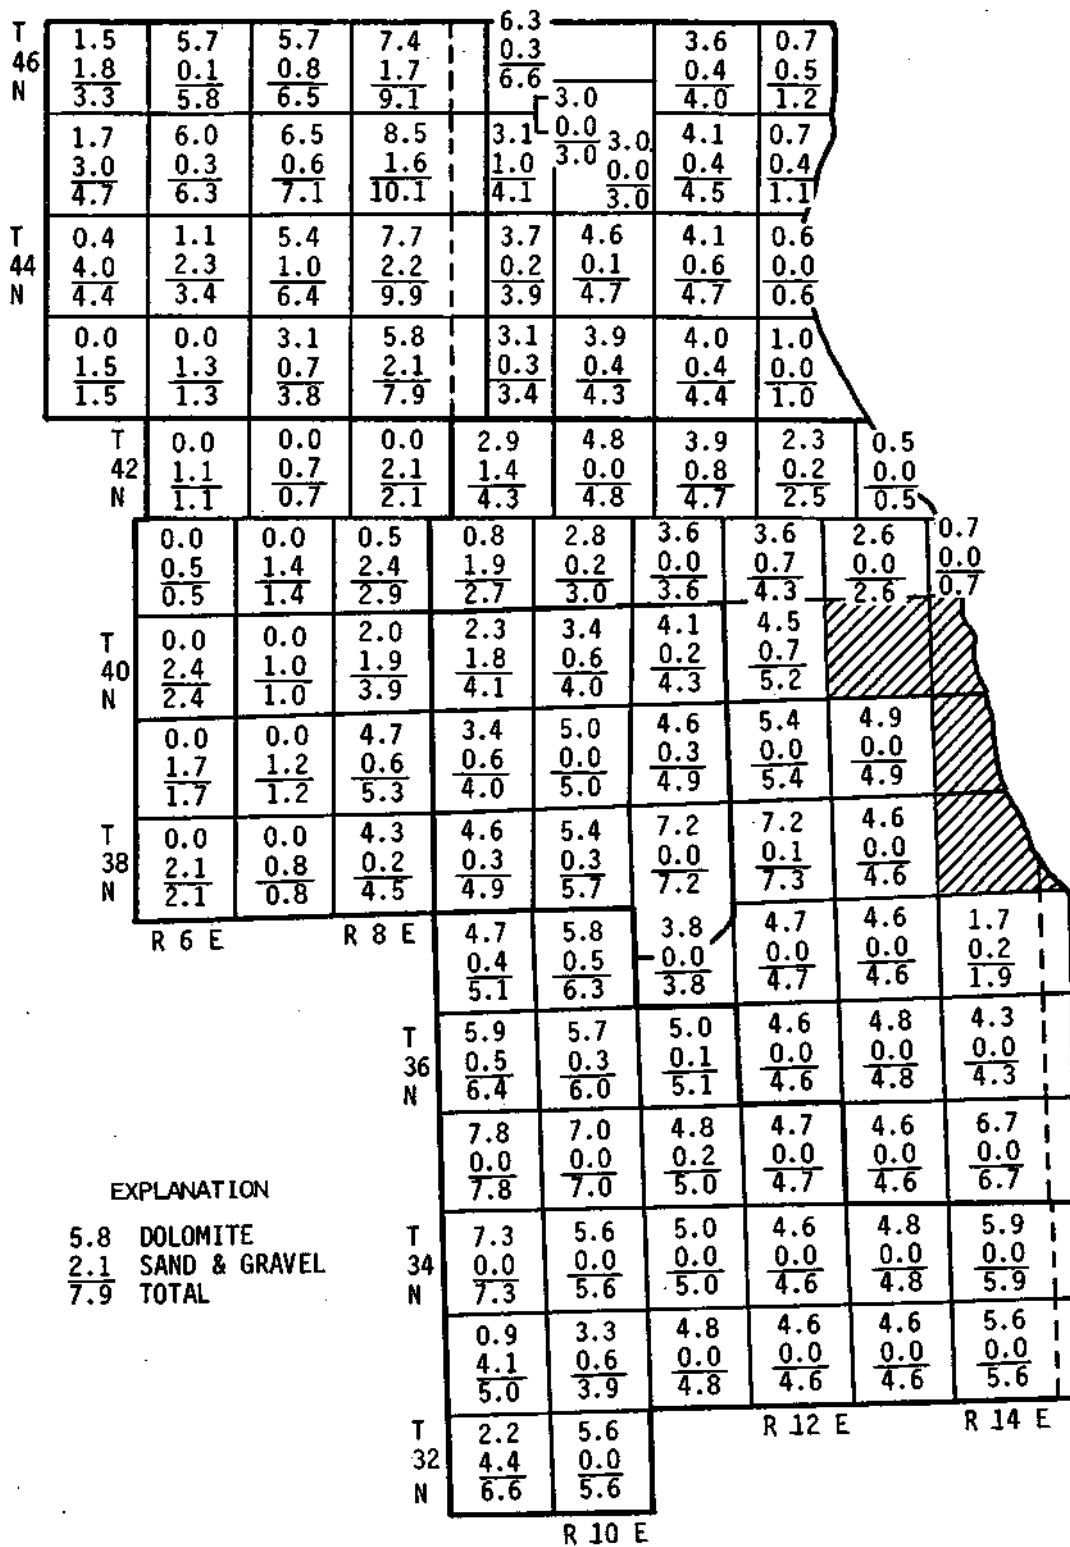 6.3
T 1.5 5.7 5.7 7.4 0.3 3.6 0.7
46 1.8 0.1 0.8 1.7 6.6 0.4 0.5
N 3.3 5.8 6.5 9.1 4.0 1.2
3.0
0.0
3.0
1.7 6.0 6.5 8.5 3.1 3.0 4.1 0.7
3.0 0.3 0.6 1.6 1.0 0.0 0.4 0.4
4.7 6.3 7.1 10.1 4.1 3.0 4.5 1.1
T 0.4 1.1 5.4 7.7 3.7 4.6 4.1 0.6
44 4.0 2.3 1.0 2.2 0.2 0.1 0.6 0.0
N 4.4 3.4 6.4 9.9 3.9 4.7 4.7 0.6
0.0 0.0 3.1 5.8 3.1 3.9 4.0 1.0
1.5 1.3 0.7 2.1 0.3 0.4 0.4 0.0
1.5 1.3 3.8 7.9 3.4 4.3 4.4 1.0
T 0.0 0.0 0.0 2.9 4.8 3.9 2.3 0.5
42 1.1 0.7 2.1 1.4 0.0 0.8 0.2 0.0
N 1.1 0.7 2.1 4.3 4.8 4.7 2.5 0.5
0.0 0.0 0.5 0.8 2.8 3.6 3.6 2.6 0.7
0.5 1.4 2.4 1.9 0.2 0.0 0.7 0.0 0.0
0.5 1.4 2.9 2.7 3.0 3.6 4.3 2.6 0.7
T 0.0 0.0 2.0 2.3 3.4 4.1 4.5
40 2.4 1.0 1.9 1.8 0.6 0.2 0.7
N 2.4 1.0 3.9 4.1 4.0 4.3 5.2
0.0 0.0 4.7 3.4 5.0 4.6 5.4 4.9
1.7 1.2 0.6 0.6 0.0 0.3 0.0 0.0
1.7 1.2 5.3 4.0 5.0 4.9 5.4 4.9
T 0.0 0.0 4.3 4.6 5.4 7.2 7.2 4.6
38 2.1 0.8 0.2 0.3 0.3 0.0 0.1 0.0
N 2.1 0.8 4.5 4.9 5.7 7.2 7.3 4.6
R 6 E R 8 E
4.7 5.8 3.8 4.7 4.6 1.7
0.4 0.5 0.0 0.0 0.0 0.2
5.1 6.3 3.8 4.7 4.6 1.9
T 5.9 5.7 5.0 4.6 4.8 4.3
36 0.5 0.3 0.1 0.0 0.0 0.0
N 6.4 6.0 5.1 4.6 4.8 4.3
7.8 7.0 4.8 4.7 4.6 6.7
0.0 0.0 0.2 0.0 0.0 0.0
7.8 7.0 5.0 4.7 4.6 6.7
T 7.3 5.6 5.0 4.6 4.8 5.9
34 0.0 0.0 0.0 0.0 0.0 0.0
N 7.3 5.6 5.0 4.6 4.8 5.9
0.9 3.3 4.8 4.6 4.6 5.6
4.1 0.6 0.0 0.0 0.0 0.0
5.0 3.9 4.8 4.6 4.6 5.6
R 12 E R 14 E
T 2.2 5.6
32 4.4 0.0
N 6.6 5.6
R 10 E
EXPLANATION
5.8 DOLOMITE
2.1 SAND & GRAVEL
7.9 TOTAL